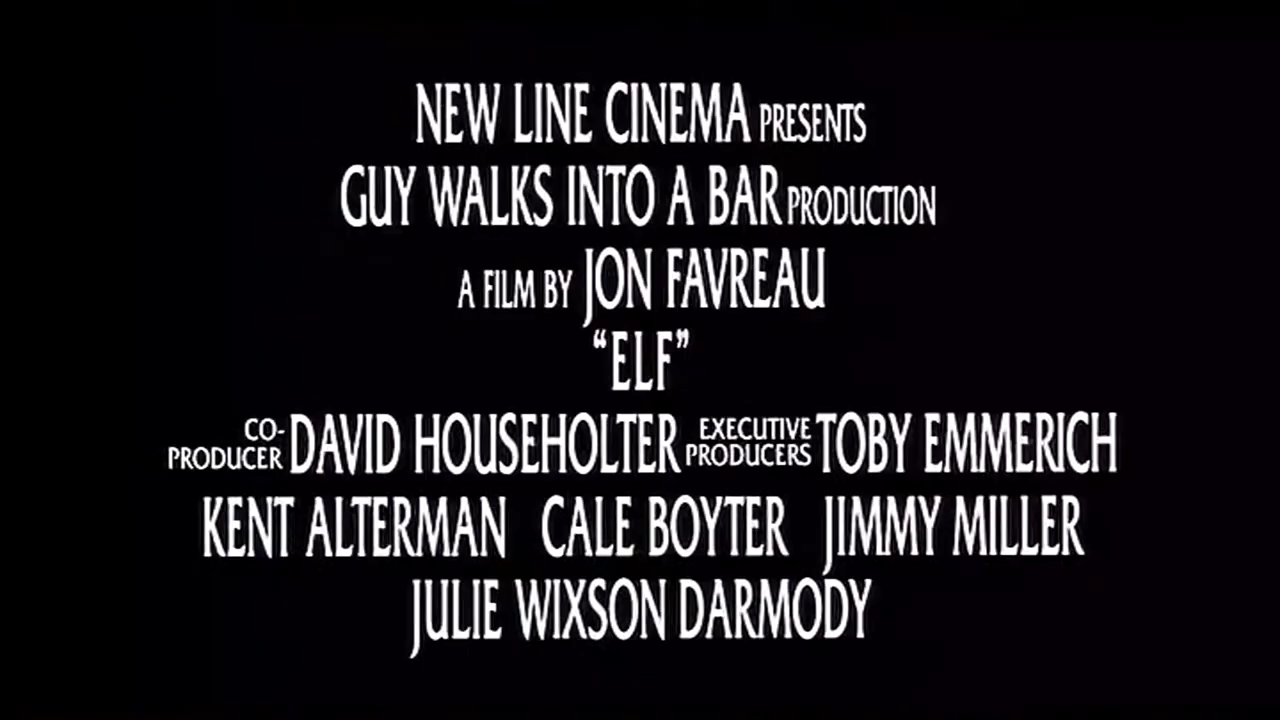 NEW LINE CINEMA PRESENTS
GUY WALKS INTO A BAR PRODUCTION
A FILM BY JON FAVREAU
“ELF”
CO-PRODUCER DAVID HOUSEHOLTER EXECUTIVE PRODUCERS TOBY EMMERICH
KENT ALTERMAN CALE BOYTER JIMMY MILLER
JULIE WIXSON DARMODY